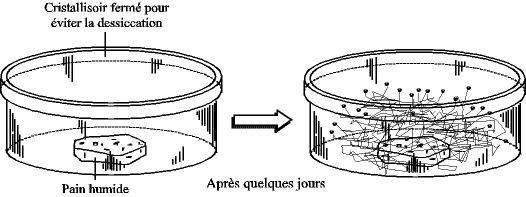 Cristallisoir fermé pour
éviter la dessiccation
Pain humide
Après quelques jours